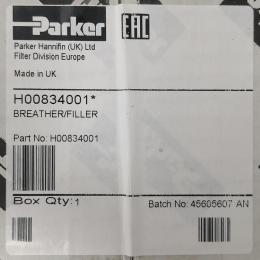 Parker
EAC
Parker Hannifin (UK) Ltd
Filter Division Europe
Made in UK
H00834001*
BREATHER/FILLER
Part No: H00834001
Box Qty:1
Batch No: 45605607 AN